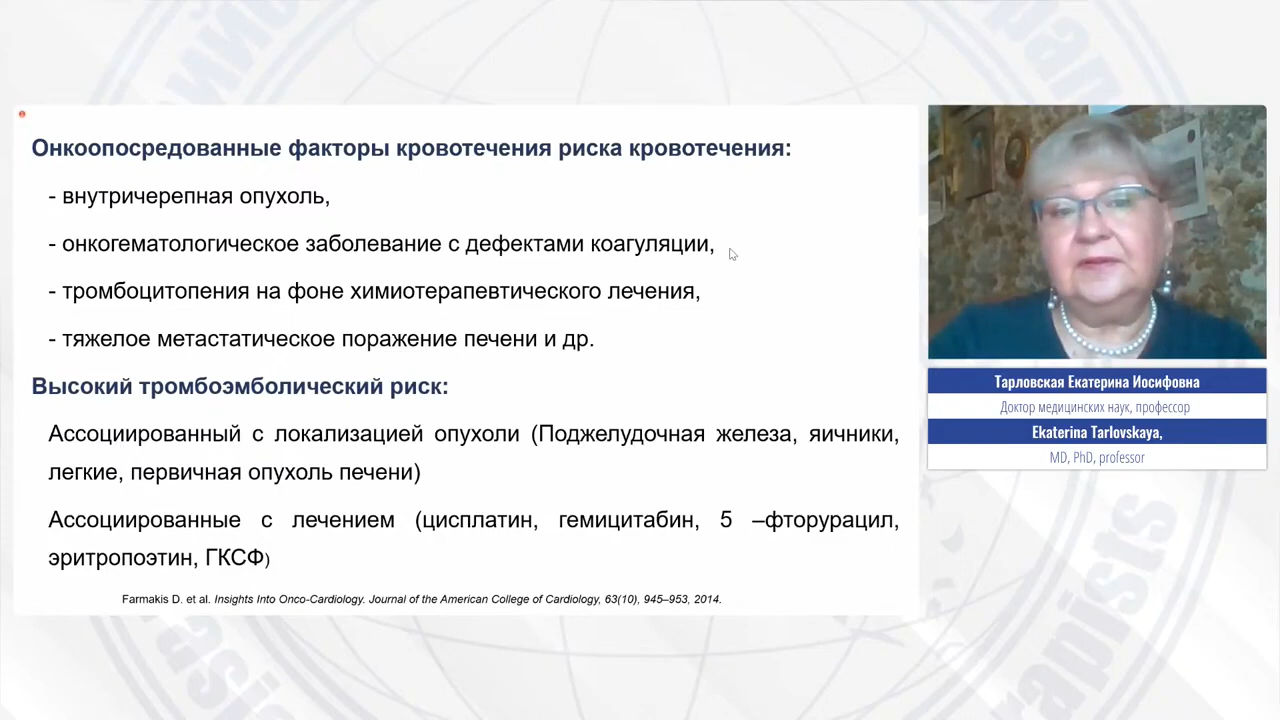 Онкоопосредованные факторы кровотечения риска кровотечения:
- внутричерепная опухоль,
- онкогематологическое заболевание с дефектами коагуляции,
- тромбоцитопения на фоне химиотерапевтического лечения,
- тяжелое метастатическое поражение печени и др.
Высокий тромбоэмболический риск:
Ассоциированный с локализацией опухоли (Поджелудочная железа, яичники,
легкие, первичная опухоль печени)
Ассоциированные с лечением (цисплатин, гемицитабин, 5 –фторурацил,
эритропоэтин, ГКСФ)
Farmakis D. et al. Insights Into Onco-Cardiology. Journal of the American College of Cardiology, 63(10), 945–953, 2014.
Тарловская Екатерина Иосифовна
Доктор медицинских наук, профессор
Ekaterina Tarlovskaya,
MD, PhD, professor